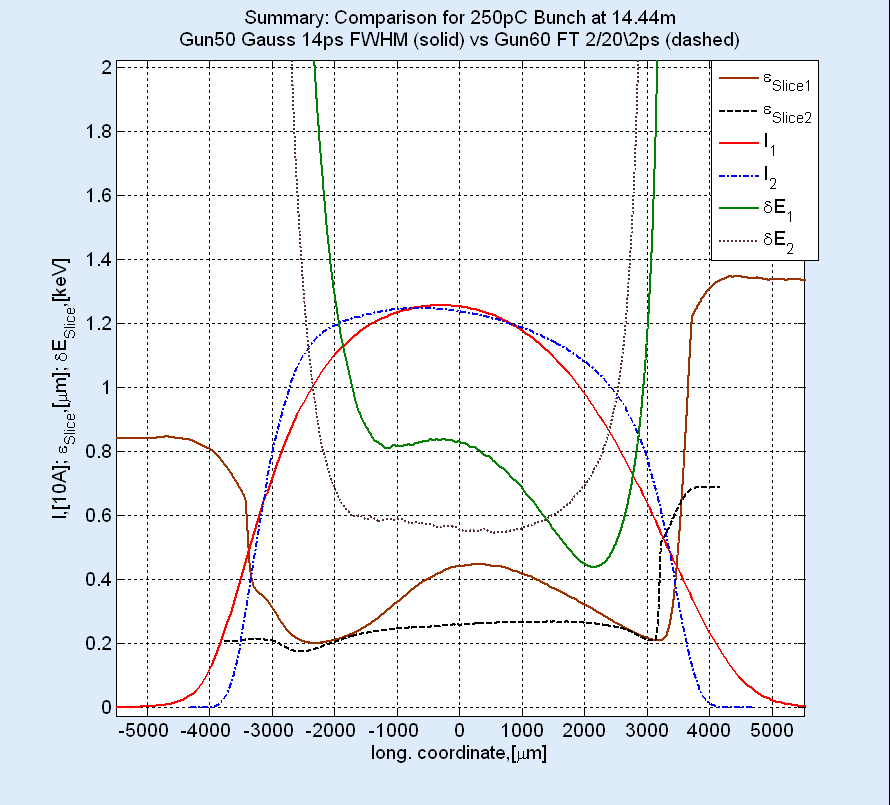 Summary: Comparison for 250pC Bunch at 14.44m
Gun50 Gauss 14ps FWHM (solid) vs Gun60 FT 2/20\2ps (dashed)
I,[10A]; εSlice,[μm]; δESlice,[keV]
2
1.8
1.6
1.4
1.2
1
0.8
0.6
0.4
0.2
0
εSlice1
εSlice2
I1
I2
δE1
δE2
-5000 -4000 -3000 -2000 -1000 0 1000 2000 3000 4000 5000
long. coordinate,[μm]